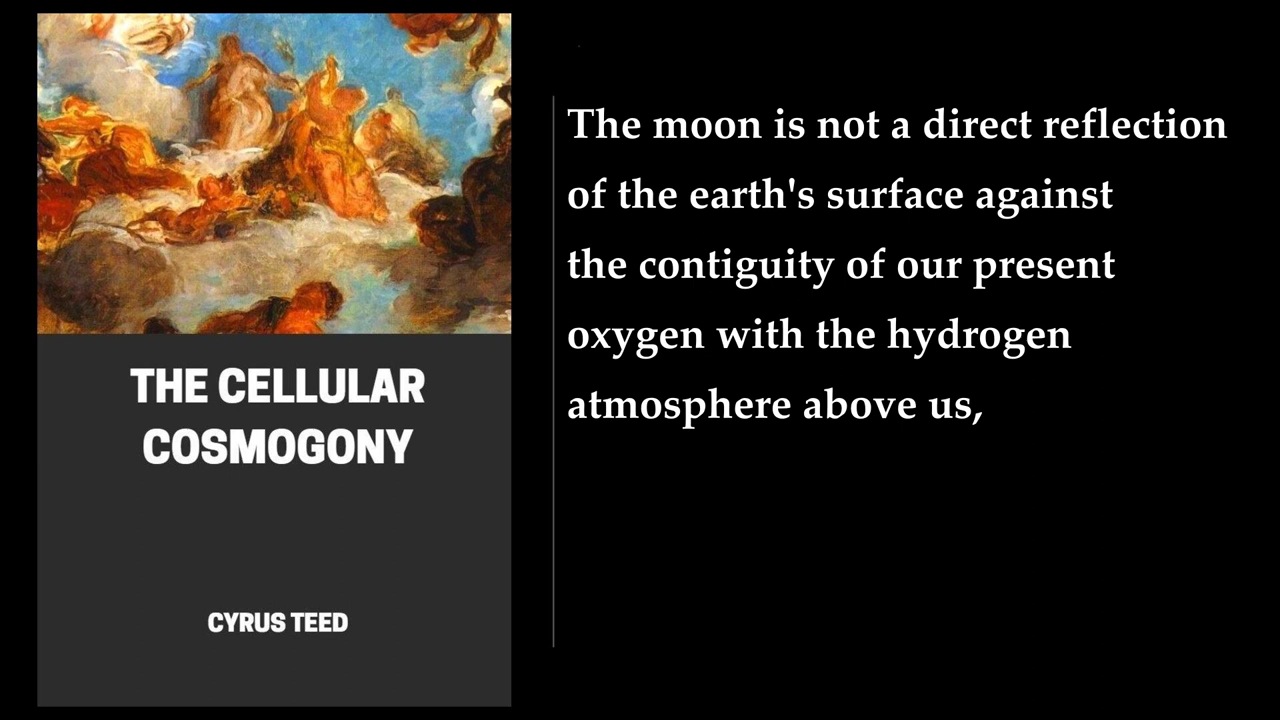 THE CELLULAR
COSMOGONY
CYRUS TEED
The moon is not a direct reflection
of the earth's surface against
the contiguity of our present
oxygen with the hydrogen
atmosphere above us,